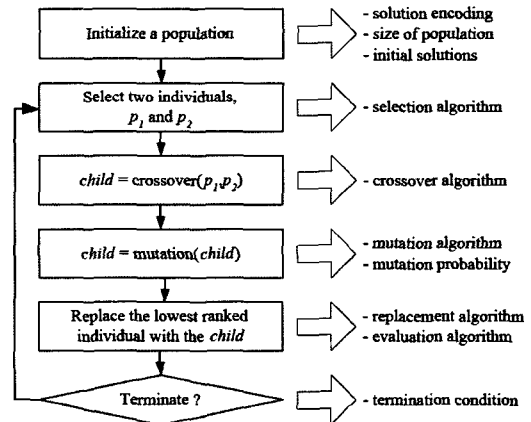 Initialize a population
- solution encoding
- size of population
- initial solutions
Select two individuals,
p1 and p2
- selection algorithm
child = crossover(p1,p2)
- crossover algorithm
child = mutation(child)
- mutation algorithm
- mutation probability
Replace the lowest ranked
individual with the child
- replacement algorithm
- evaluation algorithm
Terminate ?
- termination condition